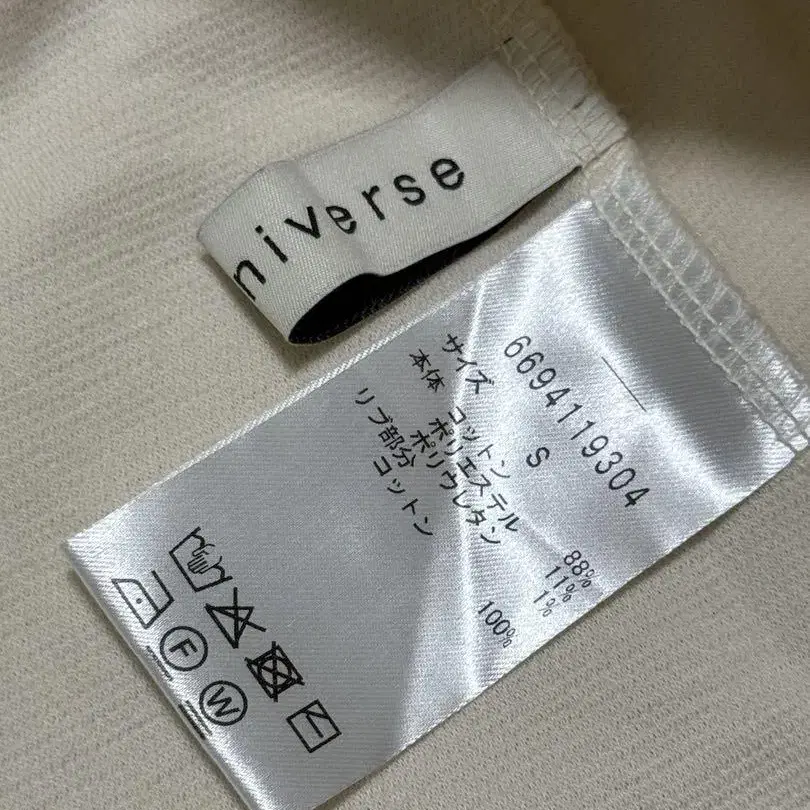 niverse
6694119304
サイズ S
本体 コットン 88%
ポリエステル 11%
ポリウレタン 1%
リブ部分
コットン 100%
F
W